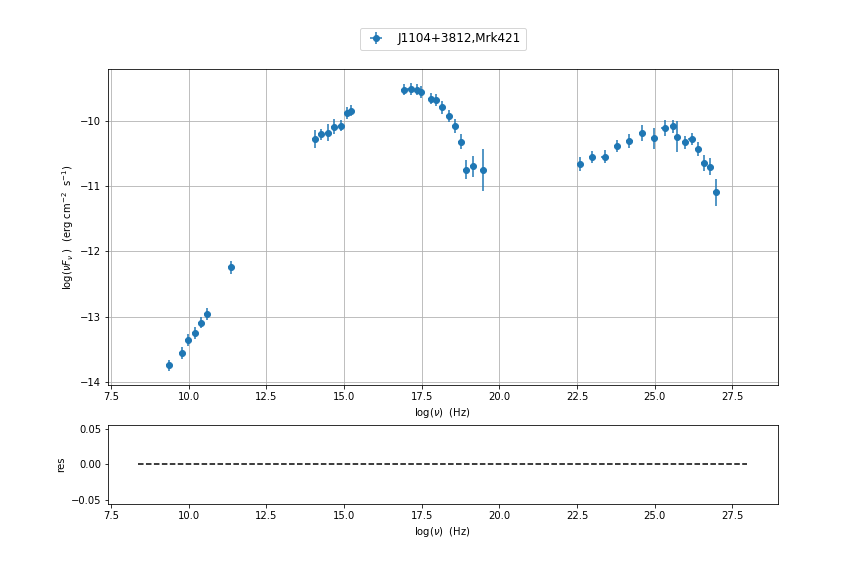 J1104+3812,Mrk421
log(νFν )  (erg cm−2  s−1)
−10
−11
−12
−13
−14
7.5 10.0 12.5 15.0 17.5 20.0 22.5 25.0 27.5
log(ν)  (Hz)
res
0.05
0.00
−0.05
7.5 10.0 12.5 15.0 17.5 20.0 22.5 25.0 27.5
log(ν)  (Hz)